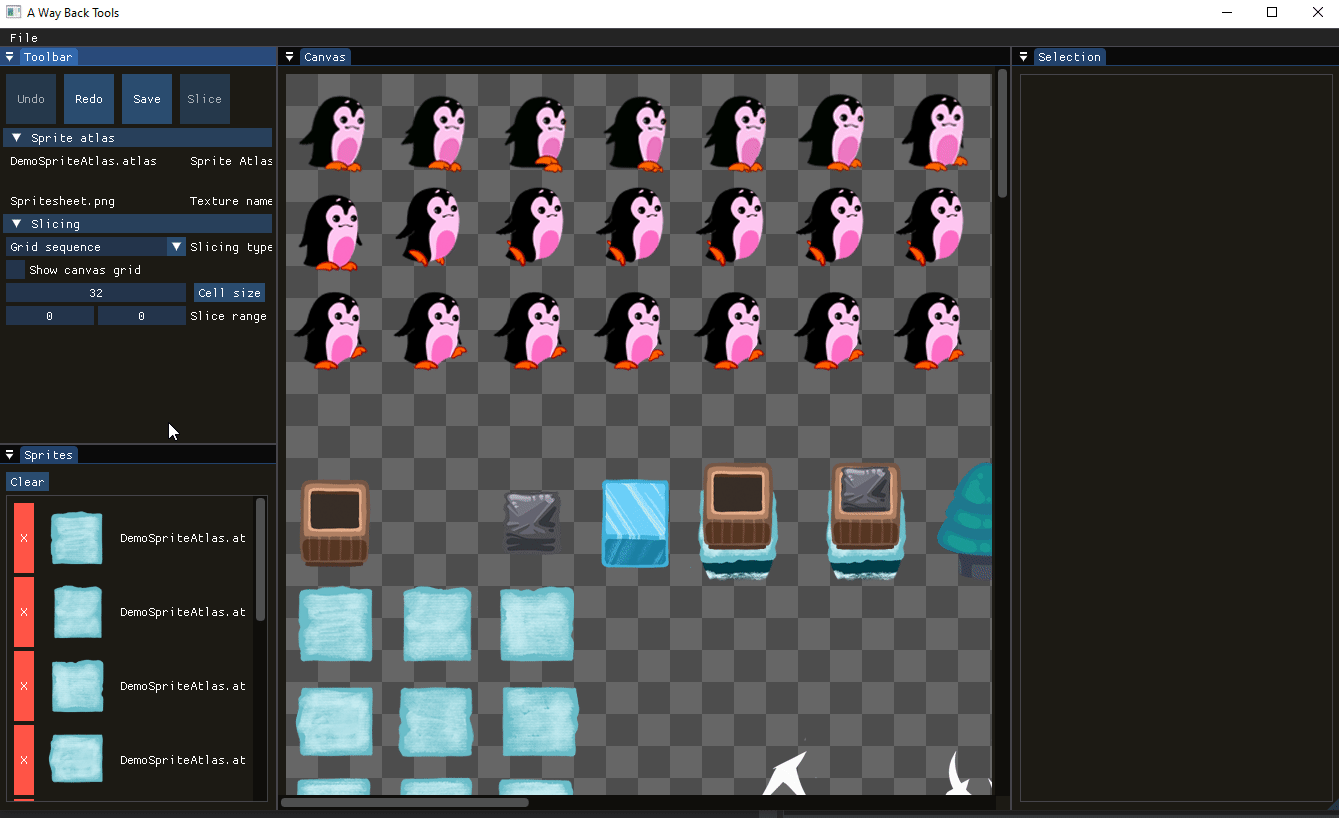 A Way Back Tools
File
Toolbar
Undo Redo Save Slice
Sprite atlas
DemoSpriteAtlas.atlas Sprite Atlas
Spritesheet.png Texture name
Slicing
Grid sequence Slicing type
Show canvas grid
32 Cell size
0 0 Slice range
Sprites
Clear
X DemoSpriteAtlas.at
X DemoSpriteAtlas.at
X DemoSpriteAtlas.at
X DemoSpriteAtlas.at
Canvas
Selection